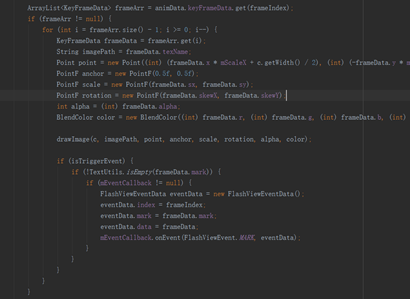 ArrayList<KeyFrameData> frameArr = animData.keyFrameData.get(frameIndex);
if (frameArr != null) {
for (int i = frameArr.size() - 1; i >= 0; i--) {
KeyFrameData frameData = frameArr.get(i);
String imagePath = frameData.texName;
Point point = new Point((int) (frameData.x * mScaleX + c.getWidth() / 2), (int) (-frameData.y * m
PointF anchor = new PointF(0.5f, 0.5f);
PointF scale = new PointF(frameData.sx, frameData.sy);
PointF rotation = new PointF(frameData.skewX, frameData.skewY);
int alpha = (int) frameData.alpha;
BlendColor color = new BlendColor((int) frameData.r, (int) frameData.g, (int) frameData.b, (int)
drawImage(c, imagePath, point, anchor, scale, rotation, alpha, color);
if (isTriggerEvent) {
if (!TextUtils.isEmpty(frameData.mark)) {
if (mEventCallback != null) {
FlashViewEventData eventData = new FlashViewEventData();
eventData.index = frameIndex;
eventData.mark = frameData.mark;
eventData.data = frameData;
mEventCallback.onEvent(FlashViewEvent.MARK, eventData);
}
}
}
}
}